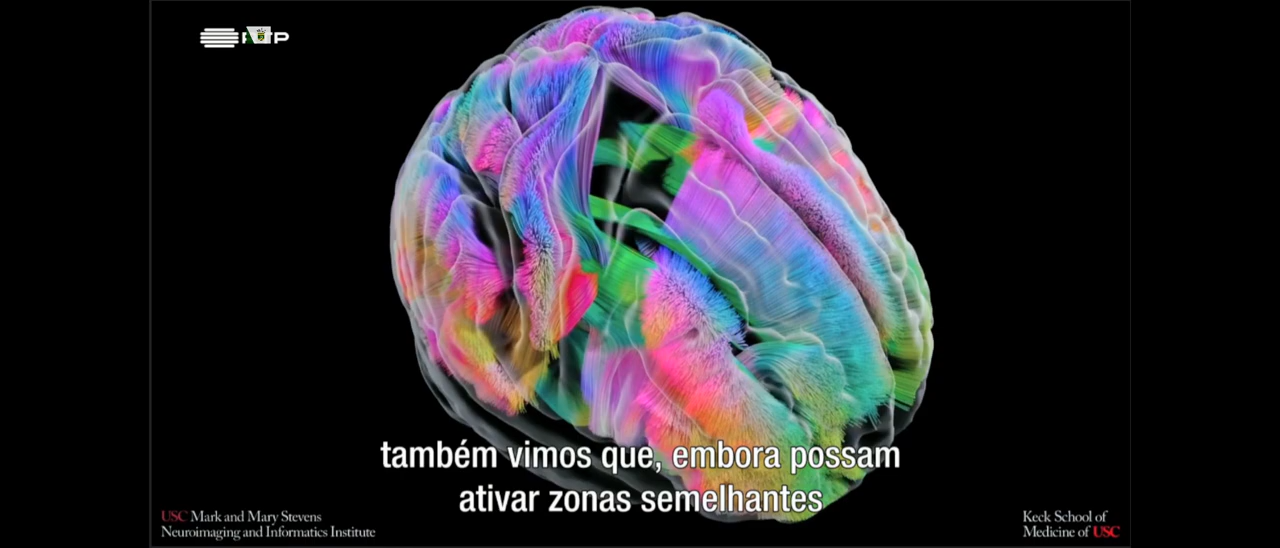 RTP
também vimos que, embora possam
ativar zonas semelhantes
USC Mark and Mary Stevens
Neuroimaging and Informatics Institute
Keck School of
Medicine of USC